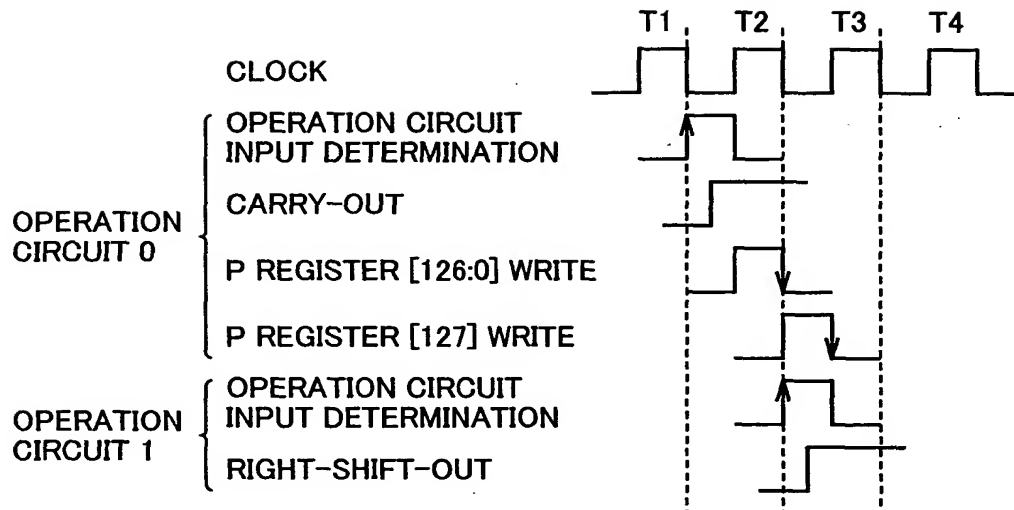 T1 T2 T3 T4
CLOCK
OPERATION CIRCUIT 0
OPERATION CIRCUIT
INPUT DETERMINATION
CARRY-OUT
P REGISTER [126:0] WRITE
P REGISTER [127] WRITE
OPERATION CIRCUIT 1
OPERATION CIRCUIT
INPUT DETERMINATION
RIGHT-SHIFT-OUT